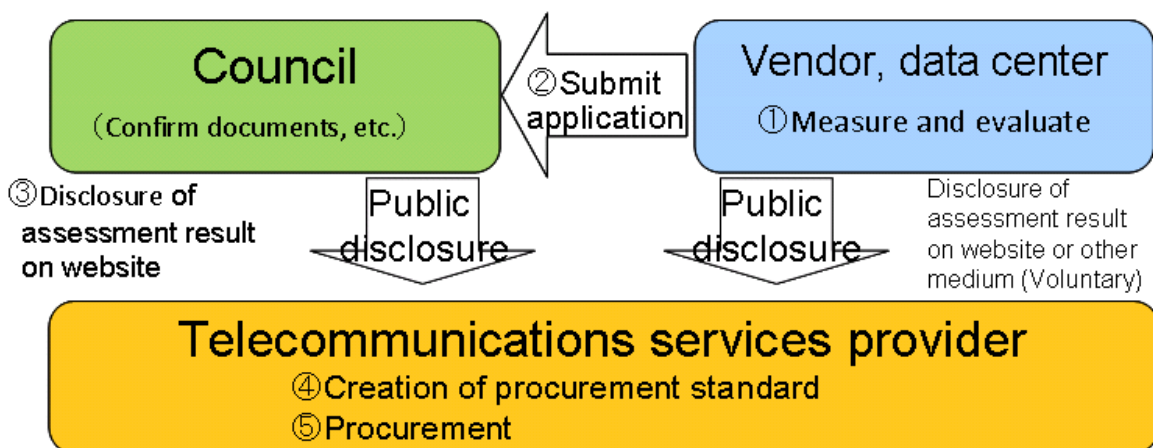 Council
（Confirm documents, etc.）
②Submit
application
Vendor, data center
①Measure and evaluate
③Disclosure of
assessment result
on website
Public
disclosure
Public
disclosure
Disclosure of
assessment result
on website or other
medium (Voluntary)
Telecommunications services provider
④Creation of procurement standard
⑤Procurement